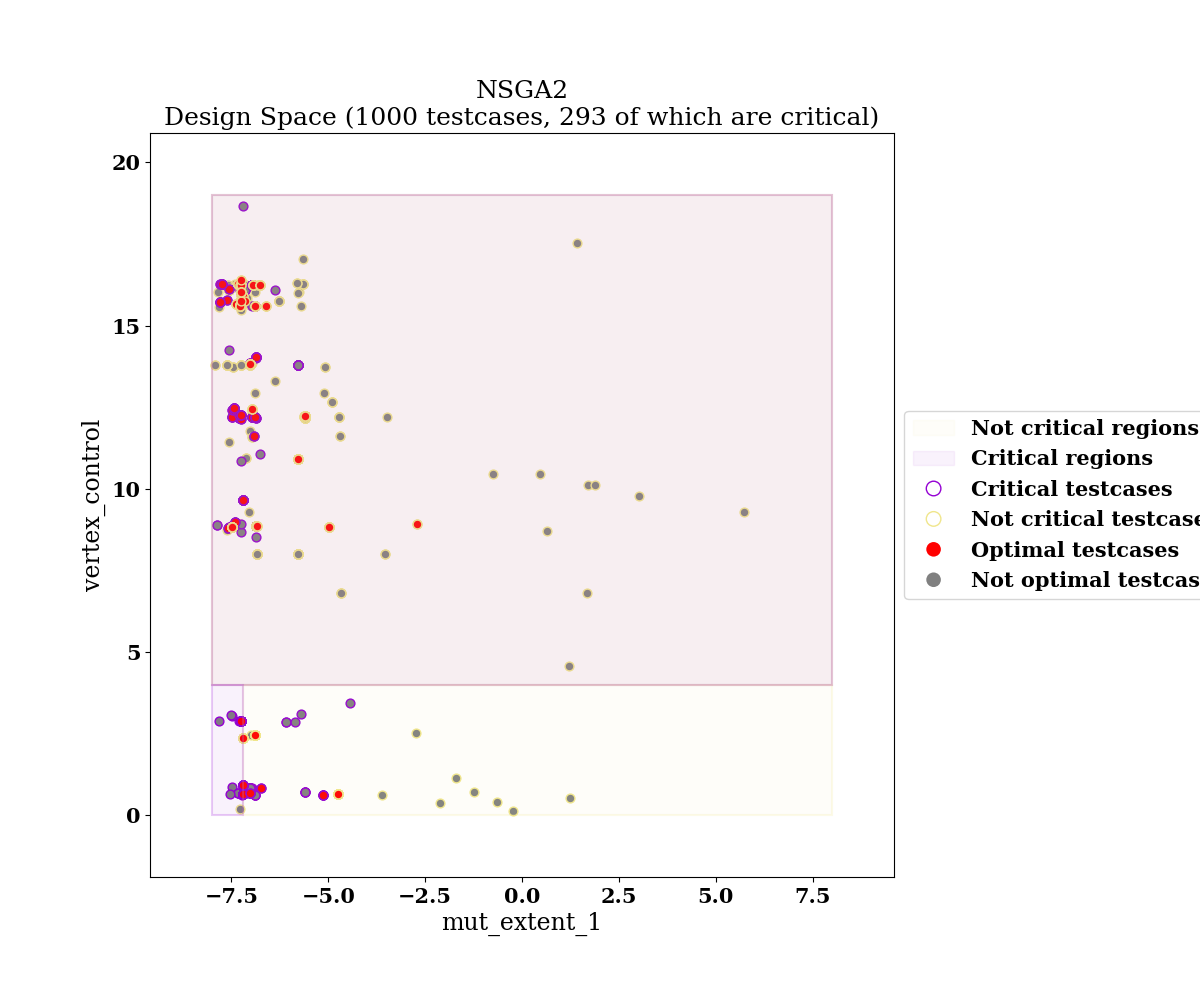 NSGA2
Design Space (1000 testcases, 293 of which are critical)
20
15
10
5
0
vertex_control
−7.5
−5.0
−2.5
0.0
2.5
5.0
7.5
mut_extent_1
Not critical regions
Critical regions
Critical testcases
Not critical testcase
Optimal testcases
Not optimal testcas